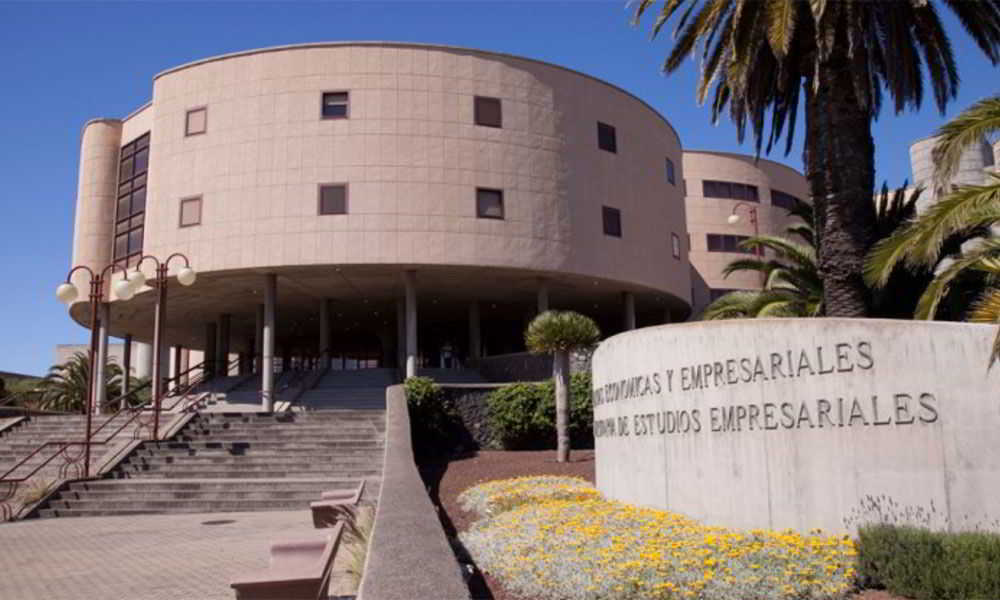 ECONOMICAS Y EMPRESARIALES
DE ESTUDIOS EMPRESARIALES